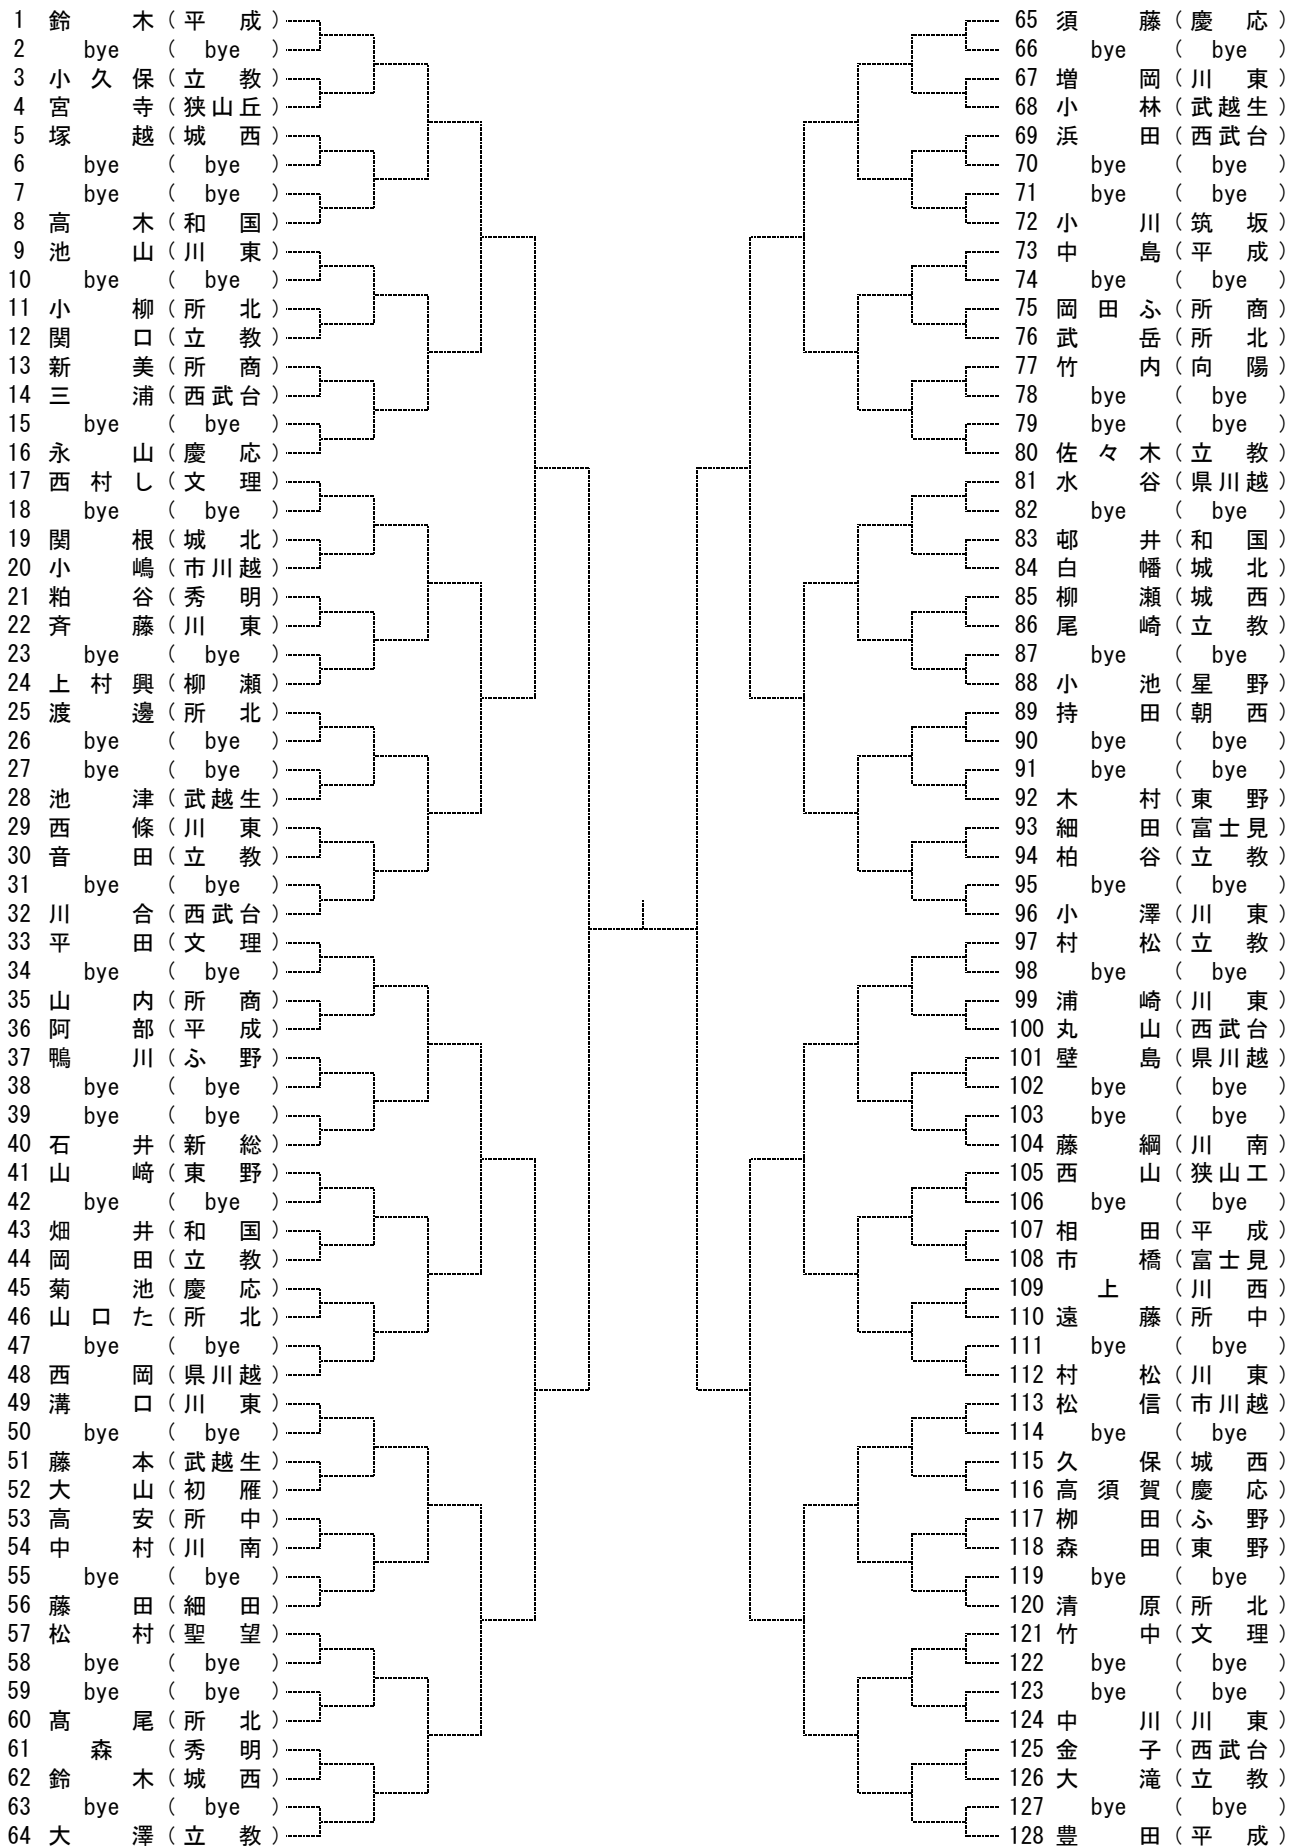 1 鈴木（平成）
2 bye （ bye ）
3 小久保（立教）
4 宮寺（狭山丘）
5 塚越（城西）
6 bye （ bye ）
7 bye （ bye ）
8 高木（和国）
9 池山（川東）
10 bye （ bye ）
11 小柳（所北）
12 関口（立教）
13 新美（所商）
14 三浦（西武台）
15 bye （ bye ）
16 永山（慶応）
17 西村し（文理）
18 bye （ bye ）
19 関根（城北）
20 小嶋（市川越）
21 粕谷（秀明）
22 斉藤（川東）
23 bye （ bye ）
24 上村興（柳瀬）
25 渡邊（所北）
26 bye （ bye ）
27 bye （ bye ）
28 池津（武越生）
29 西條（川東）
30 音田（立教）
31 bye （ bye ）
32 川合（西武台）
33 平田（文理）
34 bye （ bye ）
35 山内（所商）
36 阿部（平成）
37 鴨川（ふ野）
38 bye （ bye ）
39 bye （ bye ）
40 石井（新総）
41 山﨑（東野）
42 bye （ bye ）
43 畑井（和国）
44 岡田（立教）
45 菊池（慶応）
46 山口た（所北）
47 bye （ bye ）
48 西岡（県川越）
49 溝口（川東）
50 bye （ bye ）
51 藤本（武越生）
52 大山（初雁）
53 高安（所中）
54 中村（川南）
55 bye （ bye ）
56 藤田（細田）
57 松村（聖望）
58 bye （ bye ）
59 bye （ bye ）
60 髙尾（所北）
61 森（秀明）
62 鈴木（城西）
63 bye （ bye ）
64 大澤（立教）
65 須藤（慶応）
66 bye （ bye ）
67 増岡（川東）
68 小林（武越生）
69 浜田（西武台）
70 bye （ bye ）
71 bye （ bye ）
72 小川（筑坂）
73 中島（平成）
74 bye （ bye ）
75 岡田ふ（所商）
76 武岳（所北）
77 竹内（向陽）
78 bye （ bye ）
79 bye （ bye ）
80 佐々木（立教）
81 水谷（県川越）
82 bye （ bye ）
83 邨井（和国）
84 白幡（城北）
85 柳瀬（城西）
86 尾崎（立教）
87 bye （ bye ）
88 小池（星野）
89 持田（朝西）
90 bye （ bye ）
91 bye （ bye ）
92 木村（東野）
93 細田（富士見）
94 柏谷（立教）
95 bye （ bye ）
96 小澤（川東）
97 村松（立教）
98 bye （ bye ）
99 浦崎（川東）
100 丸山（西武台）
101 壁島（県川越）
102 bye （ bye ）
103 bye （ bye ）
104 藤綱（川南）
105 西山（狭山工）
106 bye （ bye ）
107 相田（平成）
108 市橋（富士見）
109 上（川西）
110 遠藤（所中）
111 bye （ bye ）
112 村松（川東）
113 松信（市川越）
114 bye （ bye ）
115 久保（城西）
116 高須賀（慶応）
117 栁田（ふ野）
118 森田（東野）
119 bye （ bye ）
120 清原（所北）
121 竹中（文理）
122 bye （ bye ）
123 bye （ bye ）
124 中川（川東）
125 金子（西武台）
126 大滝（立教）
127 bye （ bye ）
128 豊田（平成）